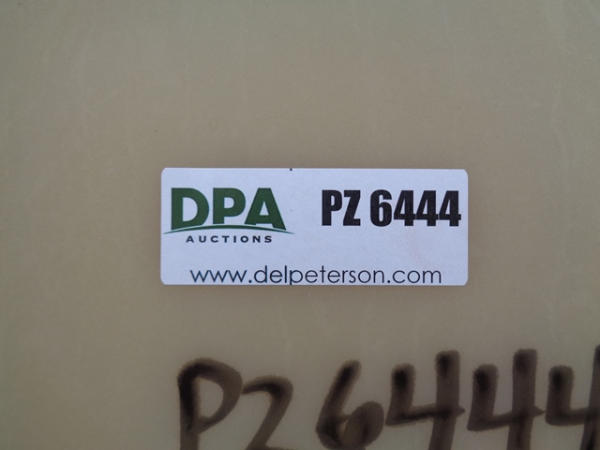 DPA
AUCTIONS
PZ 6444
www.delpeterson.com
PZ6444